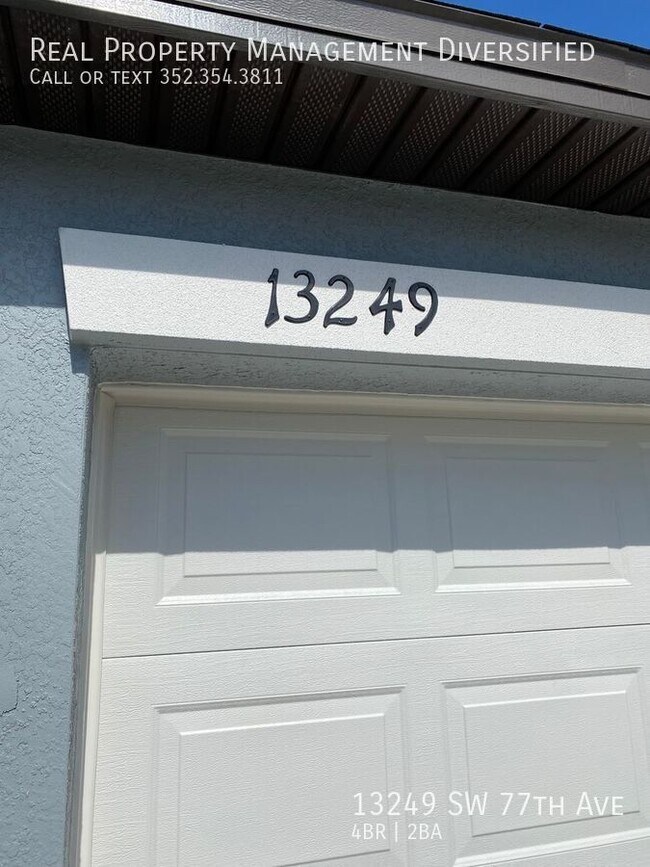 Real Property Management Diversified
Call or text 352.354.3811
13249
13249 SW 77th Ave
4BR | 2BA